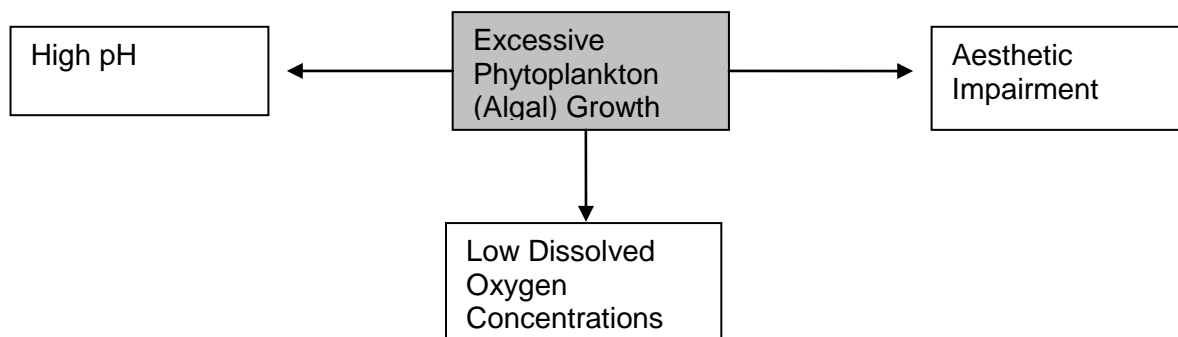 High pH
Excessive
Phytoplankton
(Algal) Growth
Aesthetic
Impairment
Low Dissolved
Oxygen
Concentrations